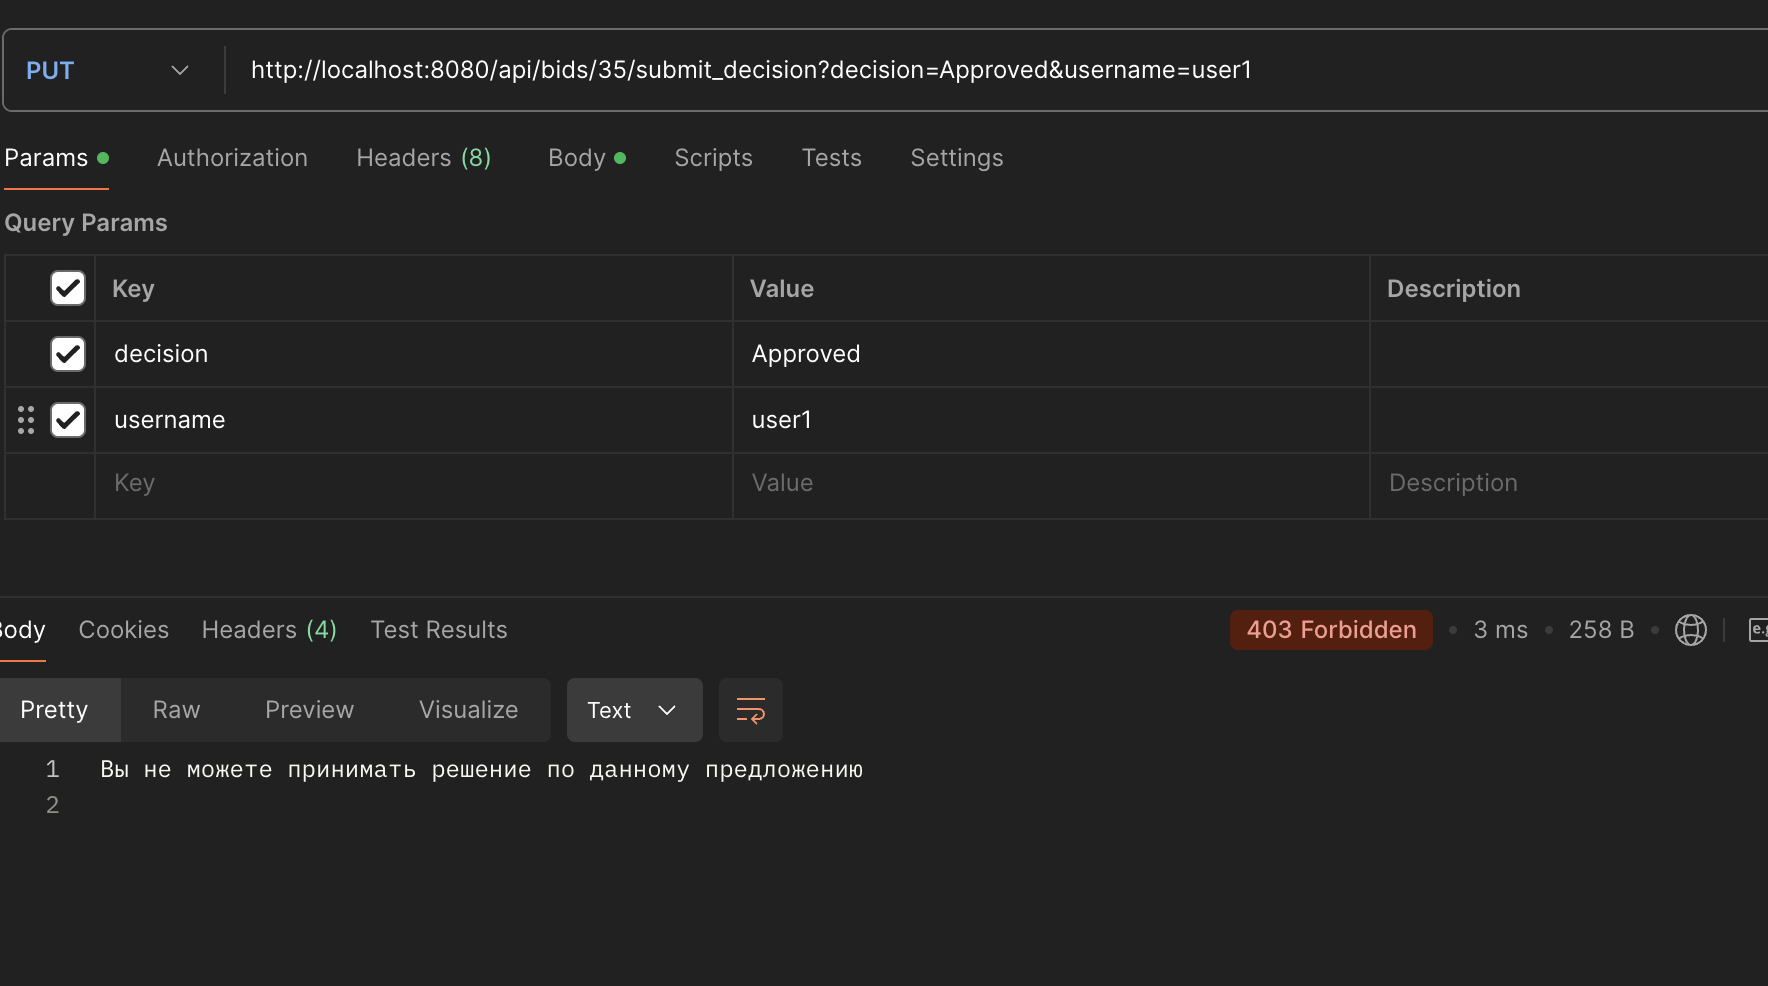 PUT http://localhost:8080/api/bids/35/submit_decision?decision=Approved&username=user1
Params Authorization Headers (8) Body Scripts Tests Settings
Query Params
Key Value Description
decision Approved
username user1
Key Value Description
Body Cookies Headers (4) Test Results 403 Forbidden • 3 ms • 258 B • e.g
Pretty Raw Preview Visualize Text
1 Вы не можете принимать решение по данному предложению
2